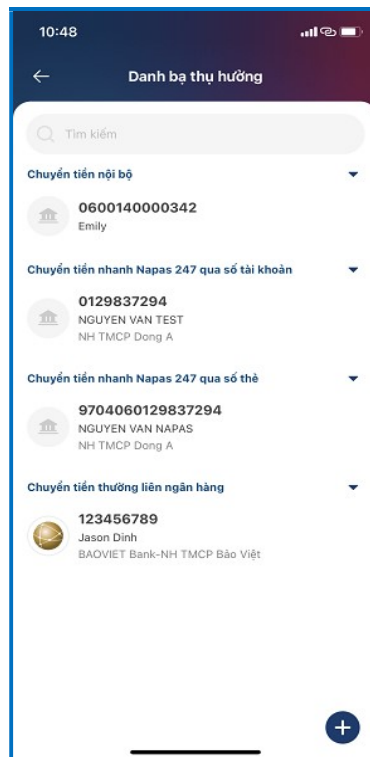 10:48
Danh bạ thụ hưởng
Tìm kiếm
Chuyển tiền nội bộ
0600140000342
Emily
Chuyển tiền nhanh Napas 247 qua số tài khoản
0129837294
NGUYEN VAN TEST
NH TMCP Dong A
Chuyển tiền nhanh Napas 247 qua số thẻ
9704060129837294
NGUYEN VAN NAPAS
NH TMCP Dong A
Chuyển tiền thường liên ngân hàng
123456789
Jason Dinh
BAOVIET Bank-NH TMCP Bảo Việt